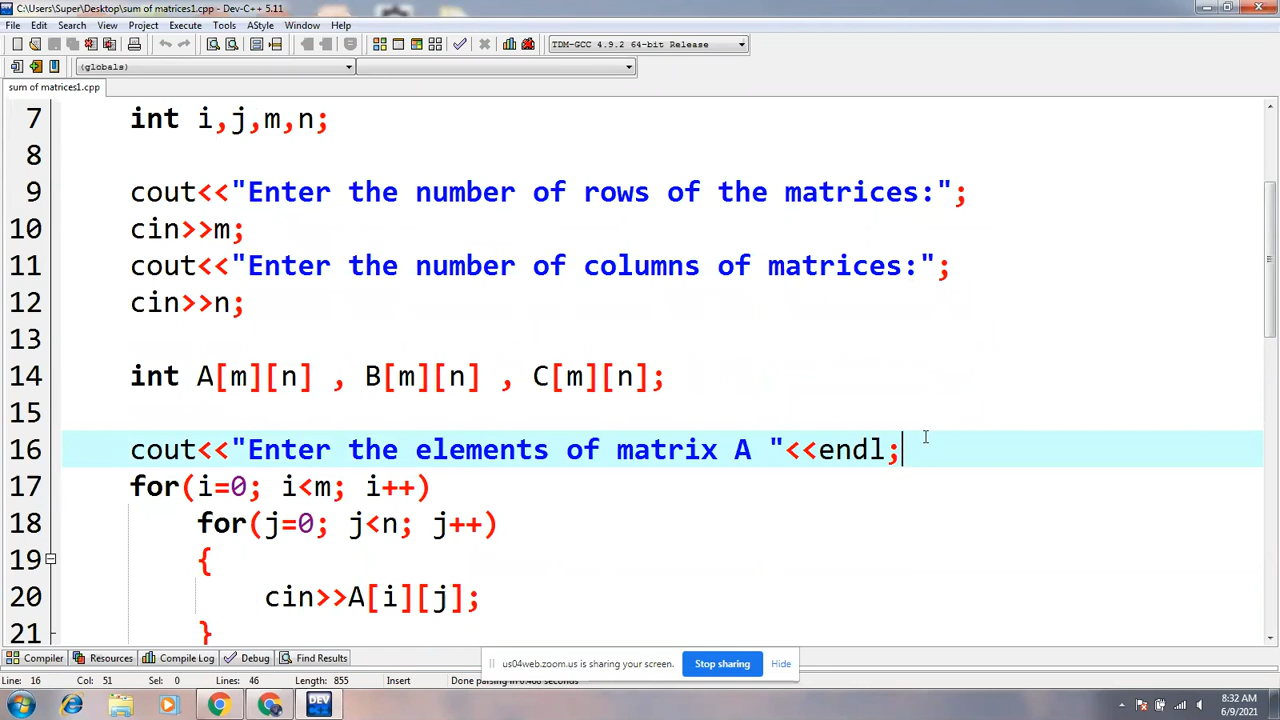 C:\Users\Super\Desktop\sum of matrices1.cpp - Dev-C++ 5.11
File Edit Search View Project Execute Tools AStyle Window Help
TDM-GCC 4.9.2 64-bit Release
(globals)
sum of matrices1.cpp
7 int i,j,m,n;
8
9 cout<<"Enter the number of rows of the matrices:";
10 cin>>m;
11 cout<<"Enter the number of columns of matrices:";
12 cin>>n;
13
14 int A[m][n] , B[m][n] , C[m][n];
15
16 cout<<"Enter the elements of matrix A "<<endl;
17 for(i=0; i<m; i++)
18 for(j=0; j<n; j++)
19 {
20 cin>>A[i][j];
21 }
Compiler Resources Compile Log Debug Find Results
us04web.zoom.us is sharing your screen. Stop sharing Hide
Line: 16 Col: 51 Sel: 0 Lines: 46 Length: 855 Insert Done parsing in seconds
DEV
8:32 AM
6/9/2021